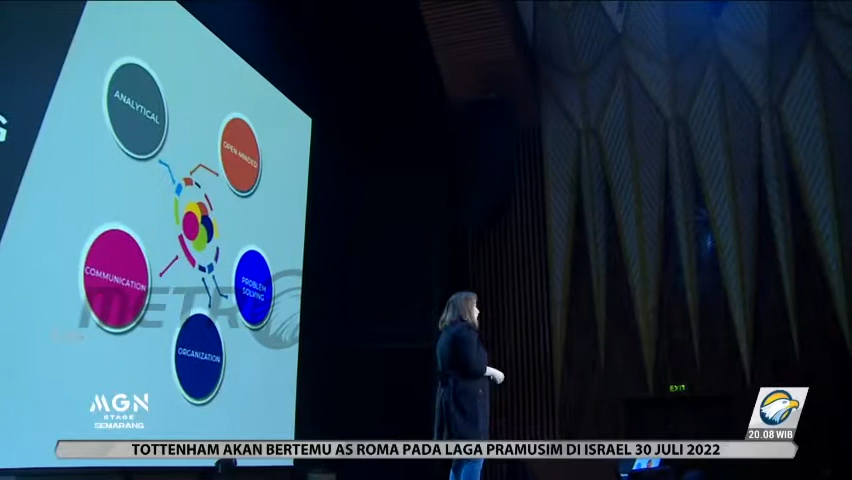 ANALYTICAL
OPEN-MINDED
COMMUNICATION
PROBLEM
SOLVING
ORGANIZATION
METR
MGN
STAGE
SEMARANG
EXIT
20.08 WIB
TOTTENHAM AKAN BERTEMU AS ROMA PADA LAGA PRAMUSIM DI ISRAEL 30 JULI 2022